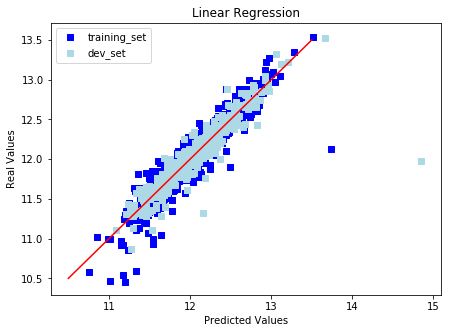 Linear Regression
training_set
dev_set
Real Values
13.5
13.0
12.5
12.0
11.5
11.0
10.5
11 12 13 14 15
Predicted Values